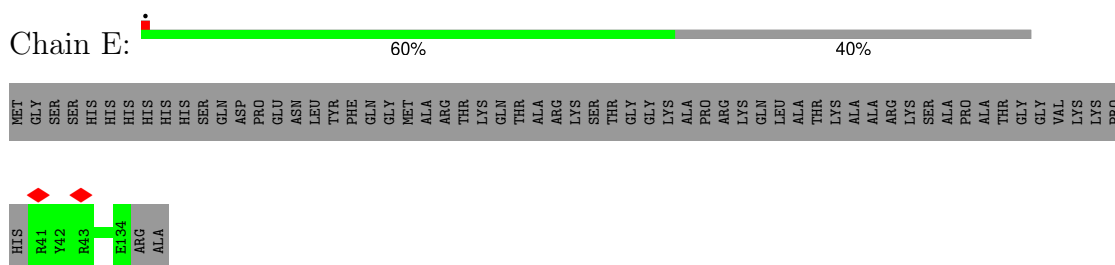 Chain E:
60% 40%
MET GLY SER SER HIS HIS HIS HIS HIS HIS SER GLN ASP PRO GLU ASN LEU TYR PHE GLN GLY MET ALA ARG THR LYS GLN THR ALA ARG LYS SER THR GLY GLY LYS ALA PRO ARG LYS GLN LEU ALA THR LYS ALA ALA ARG LYS SER ALA PRO ALA THR GLY GLY VAL LYS LYS PRO
HIS R41 Y42 R43 E134 ARG ALA